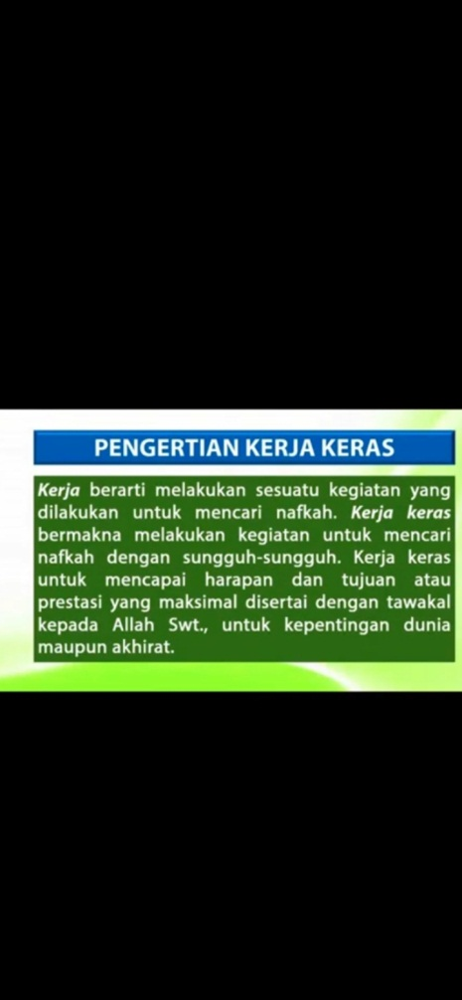 PENGERTIAN KERJA KERAS
Kerja berarti melakukan sesuatu kegiatan yang
dilakukan untuk mencari nafkah. Kerja keras
bermakna melakukan kegiatan untuk mencari
nafkah dengan sungguh-sungguh. Kerja keras
untuk mencapai harapan dan tujuan atau
prestasi yang maksimal disertai dengan tawakal
kepada Allah Swt., untuk kepentingan dunia
maupun akhirat.